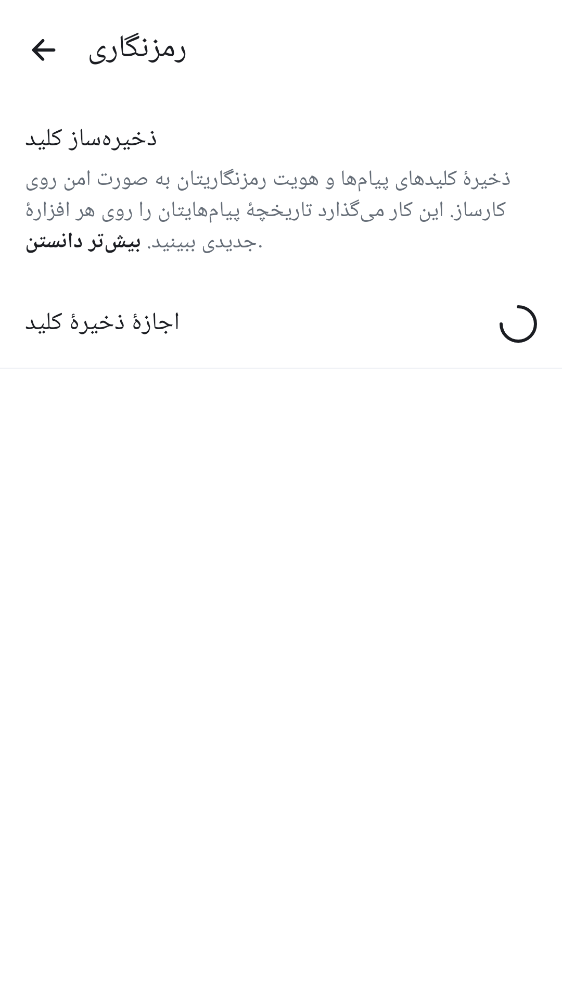 رمزنگاری
ذخیره‌ساز کلید
ذخیرهٔ کلیدهای پیام‌ها و هویت رمزنگاریتان به صورت امن روی
کارساز. این کار می‌گذارد تاریخچهٔ پیام‌هایتان را روی هر افزارهٔ
جدیدی ببینید. بیش‌تر دانستن.
اجازهٔ ذخیرهٔ کلید